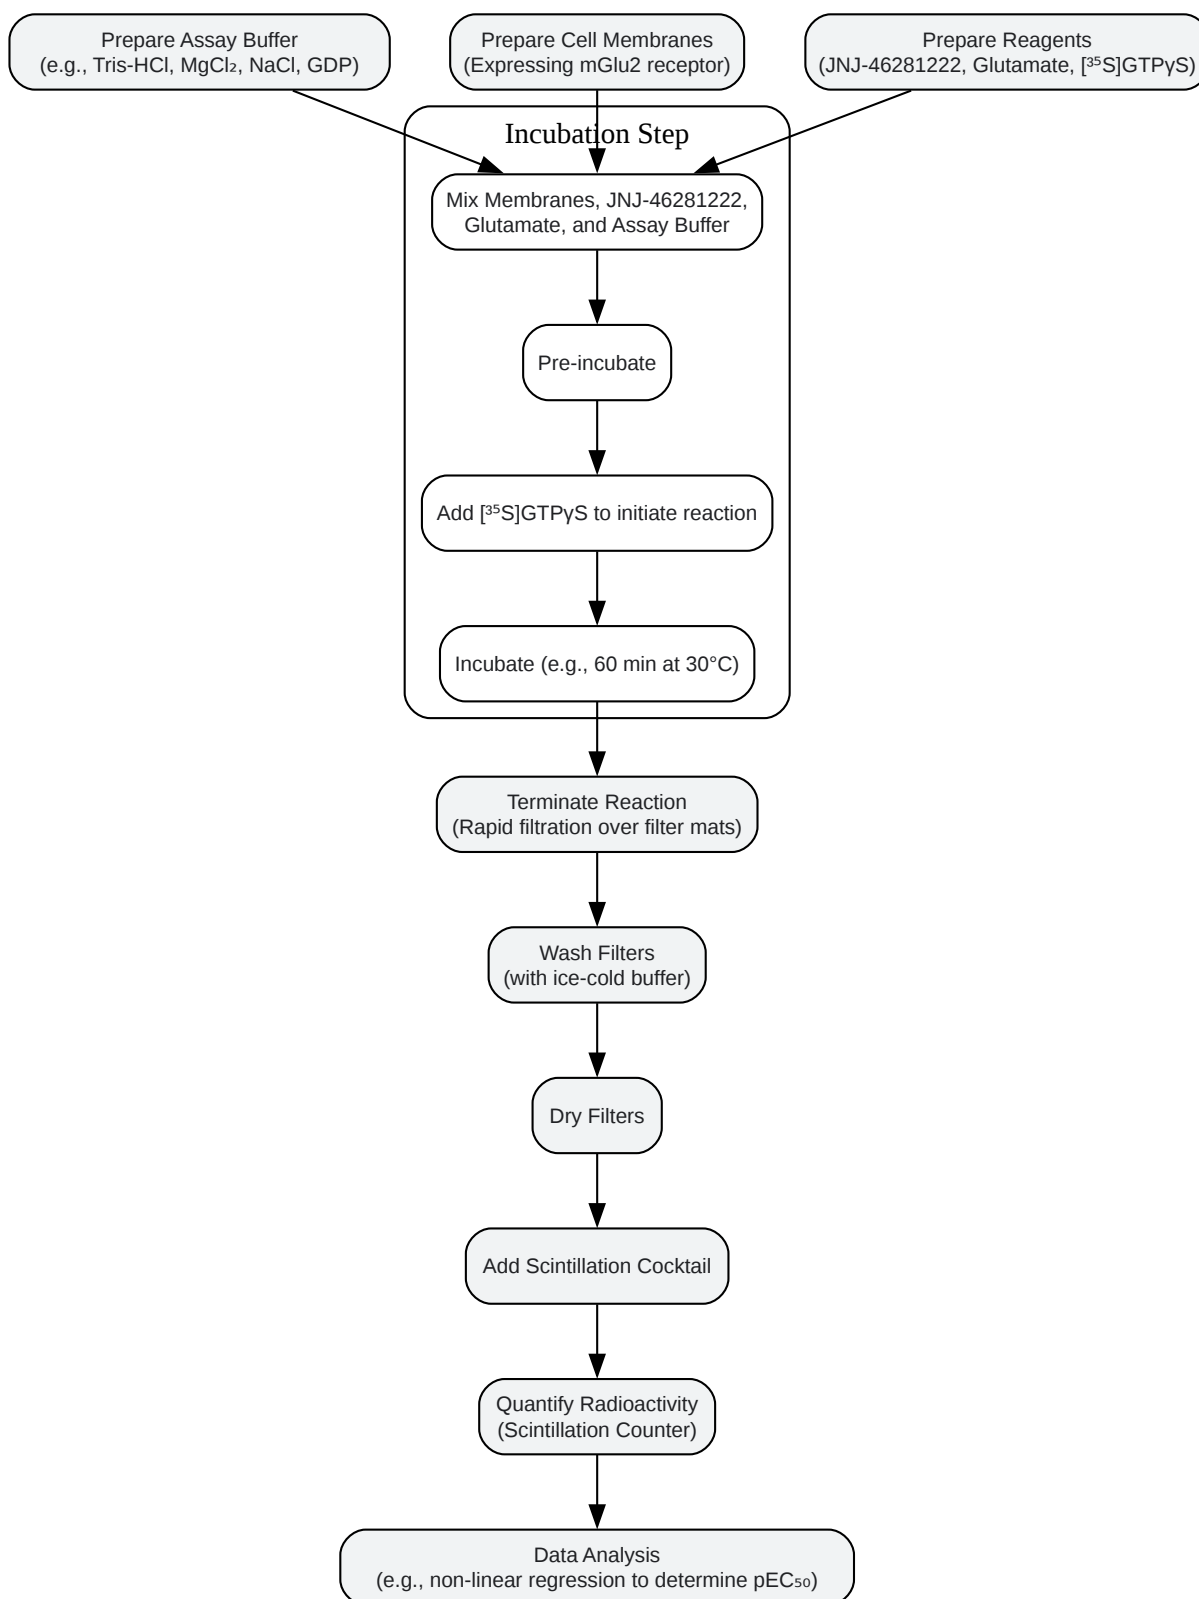 Prepare Assay Buffer
(e.g., Tris-HCl, MgCl₂, NaCl, GDP)
Prepare Cell Membranes
(Expressing mGlu2 receptor)
Prepare Reagents
(JNJ-46281222, Glutamate, [³⁵S]GTPγS)
Incubation Step
Mix Membranes, JNJ-46281222,
Glutamate, and Assay Buffer
Pre-incubate
Add [³⁵S]GTPγS to initiate reaction
Incubate (e.g., 60 min at 30°C)
Terminate Reaction
(Rapid filtration over filter mats)
Wash Filters
(with ice-cold buffer)
Dry Filters
Add Scintillation Cocktail
Quantify Radioactivity
(Scintillation Counter)
Data Analysis
(e.g., non-linear regression to determine pEC₅₀)